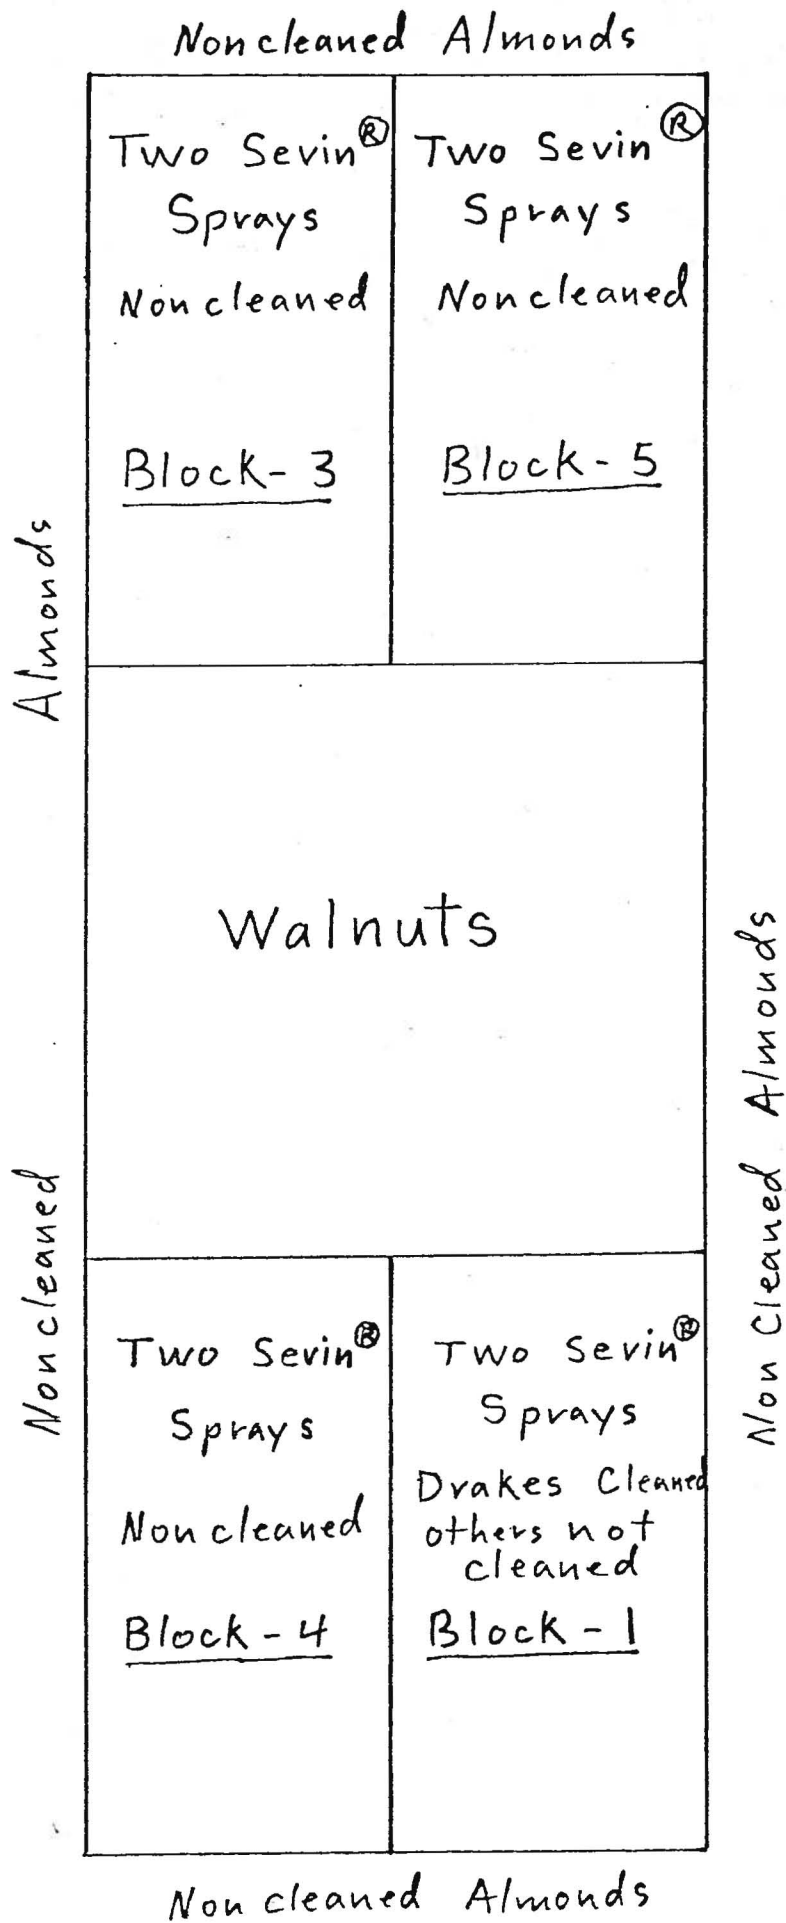 Noncleaned Almonds
Two Sevin®
Sprays
Noncleaned
Block-3
Two Sevin®
Sprays
Noncleaned
Block-5
Noncleaned Almonds
Walnuts
Non Cleaned Almonds
Two Sevin®
Sprays
Noncleaned
Block-4
Two Sevin®
Sprays
Drakes Cleaned
others not
cleaned
Block-1
Noncleaned Almonds